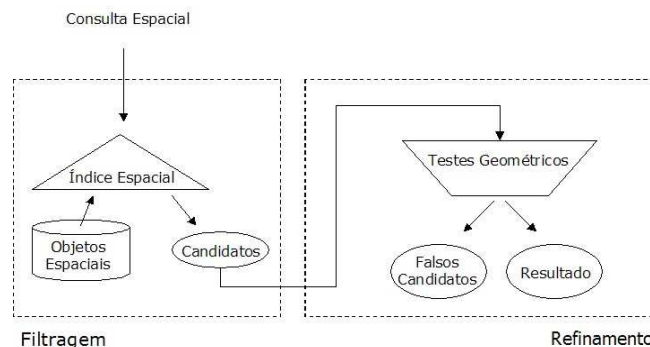 Consulta Espacial
Índice Espacial
Objetos
Espaciais
Candidatos
Testes Geométricos
Falsos
Candidatos
Resultado
Filtragem
Refinamento